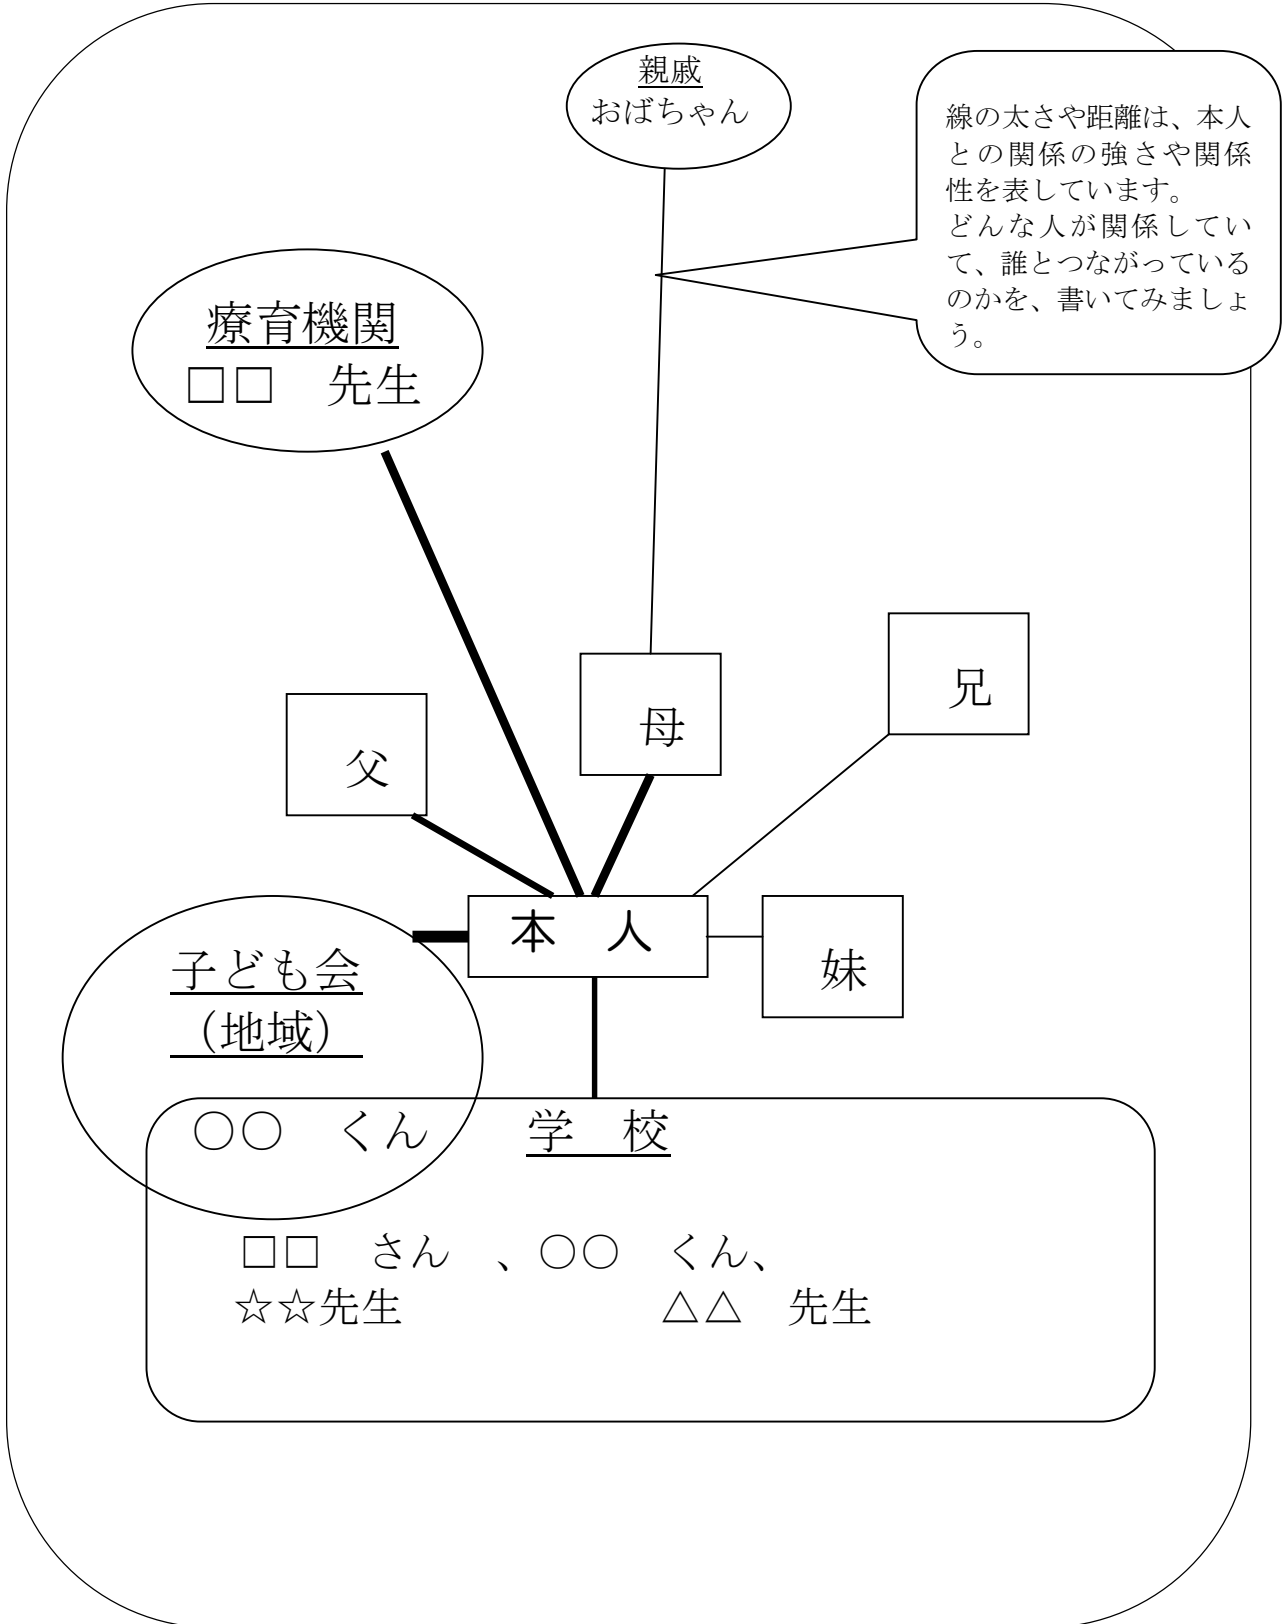 親戚
おばちゃん
線の太さや距離は、本人
との関係の強さや関係
性を表しています。
どんな人が関係してい
て、誰とつながっている
のかを、書いてみましょ
う。
療育機関
□□　先生
兄
母
父
本　人
妹
子ども会
（地域）
○○　くん
学　校
□□　さん　、○○　くん、
☆☆先生　　　　　　△△　先生